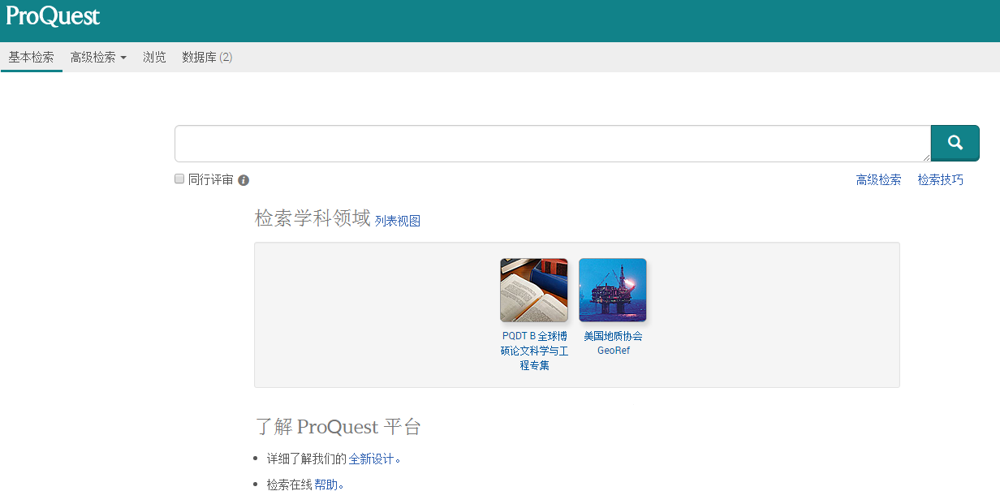 ProQuest
基本检索 高级检索 浏览 数据库 (2)
同行评审 高级检索 检索技巧
检索学科领域 列表视图
PQDT B 全球博
硕论文科学与工
程专集
美国地质协会
GeoRef
了解 ProQuest 平台
详细了解我们的全新设计。
检索在线帮助。